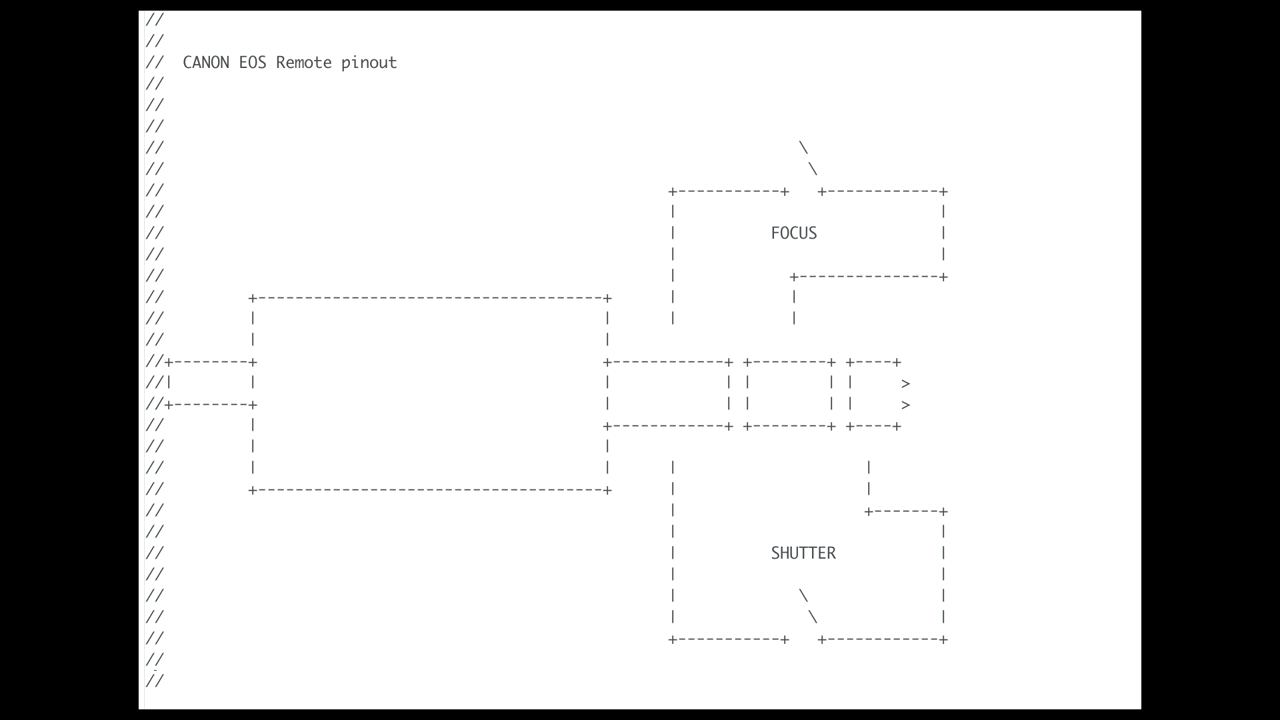 //
//
//  CANON EOS Remote pinout
//
//
//
//                                                                    \
//                                                                     \
//                                                      +-----------+   +------------+
//                                                      |                            |
//                                                      |          FOCUS             |
//                                                      |                            |
//                                                      |            +---------------+
//         +-------------------------------------+      |            |
//         |                                     |      |            |
//         |                                     |
//+--------+                                     +------------+ +--------+ +----+
//|        |                                     |            | |        | |     >
//+--------+                                     |            | |        | |     >
//         |                                     +------------+ +--------+ +----+
//         |                                     |
//         |                                     |      |                    |
//         +-------------------------------------+      |                    |
//                                                      |                    +-------+
//                                                      |                            |
//                                                      |          SHUTTER           |
//                                                      |                            |
//                                                      |             \              |
//                                                      |              \             |
//                                                      +-----------+   +------------+
//
//